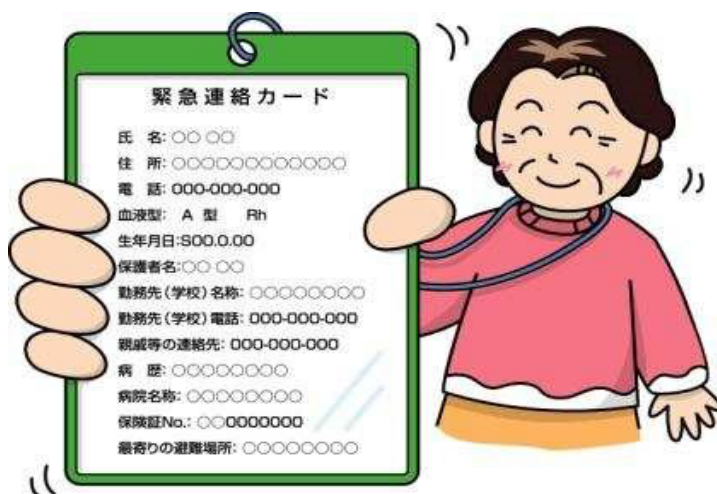 緊急連絡カード
氏 名:○○ ○○
住 所:○○○○○○○○○○○○
電 話:000-000-000
血液型: A 型 Rh
生年月日:S00.0.00
保護者名:○○ ○○
勤務先(学校)名称:○○○○○○○○
勤務先(学校)電話:000-000-000
親戚等の連絡先:000-000-000
病 歴:○○○○○○○○
病院名称:○○○○○○○○
保険証No.:○○0000000
最寄りの避難場所:○○○○○○○○